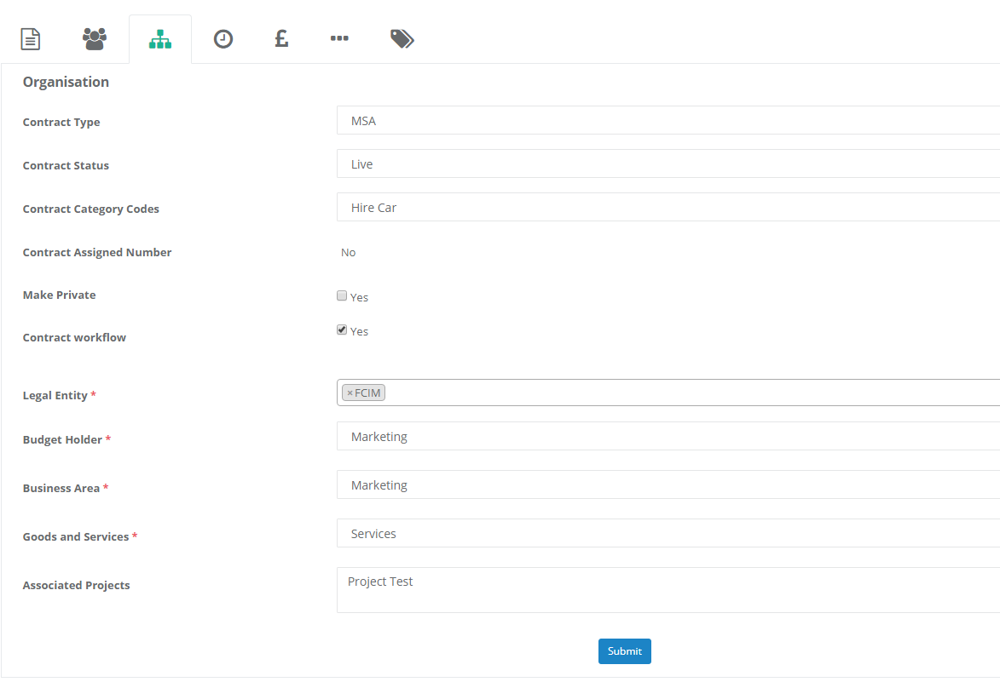 £
Organisation
Contract Type MSA
Contract Status Live
Contract Category Codes Hire Car
Contract Assigned Number No
Make Private Yes
Contract workflow Yes
Legal Entity * ×FCIM
Budget Holder * Marketing
Business Area * Marketing
Goods and Services * Services
Associated Projects Project Test
Submit